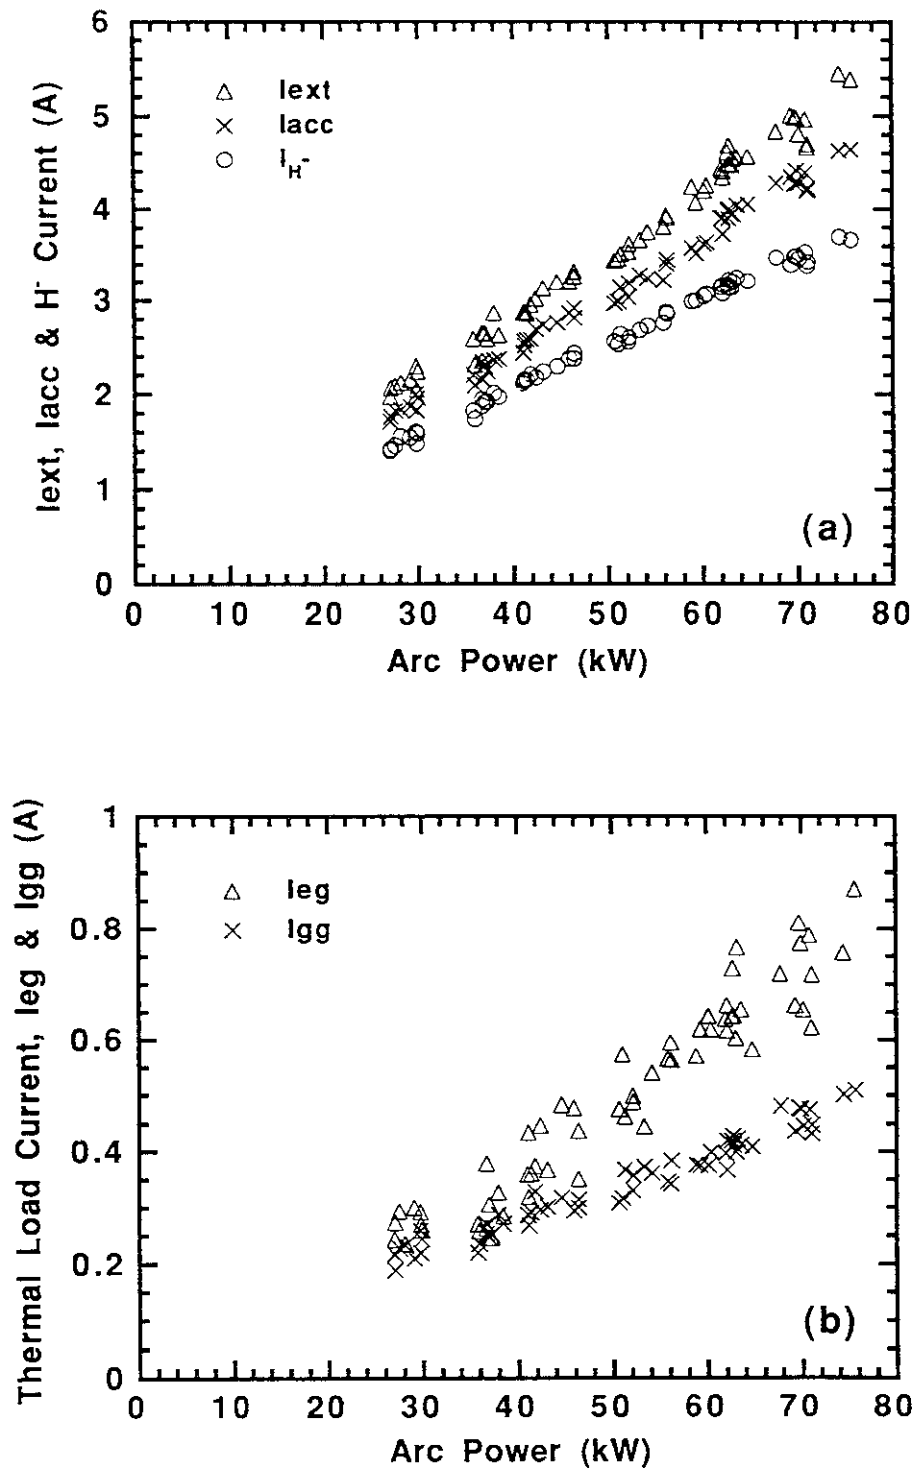 Iext, Iacc & H⁻ Current (A)
6
5
4
3
2
1
0
Iext
Iacc
I_H⁻
(a)
0 10 20 30 40 50 60 70 80
Arc Power (kW)
Thermal Load Current, Ieg & Igg (A)
1
0.8
0.6
0.4
0.2
0
Ieg
Igg
(b)
0 10 20 30 40 50 60 70 80
Arc Power (kW)